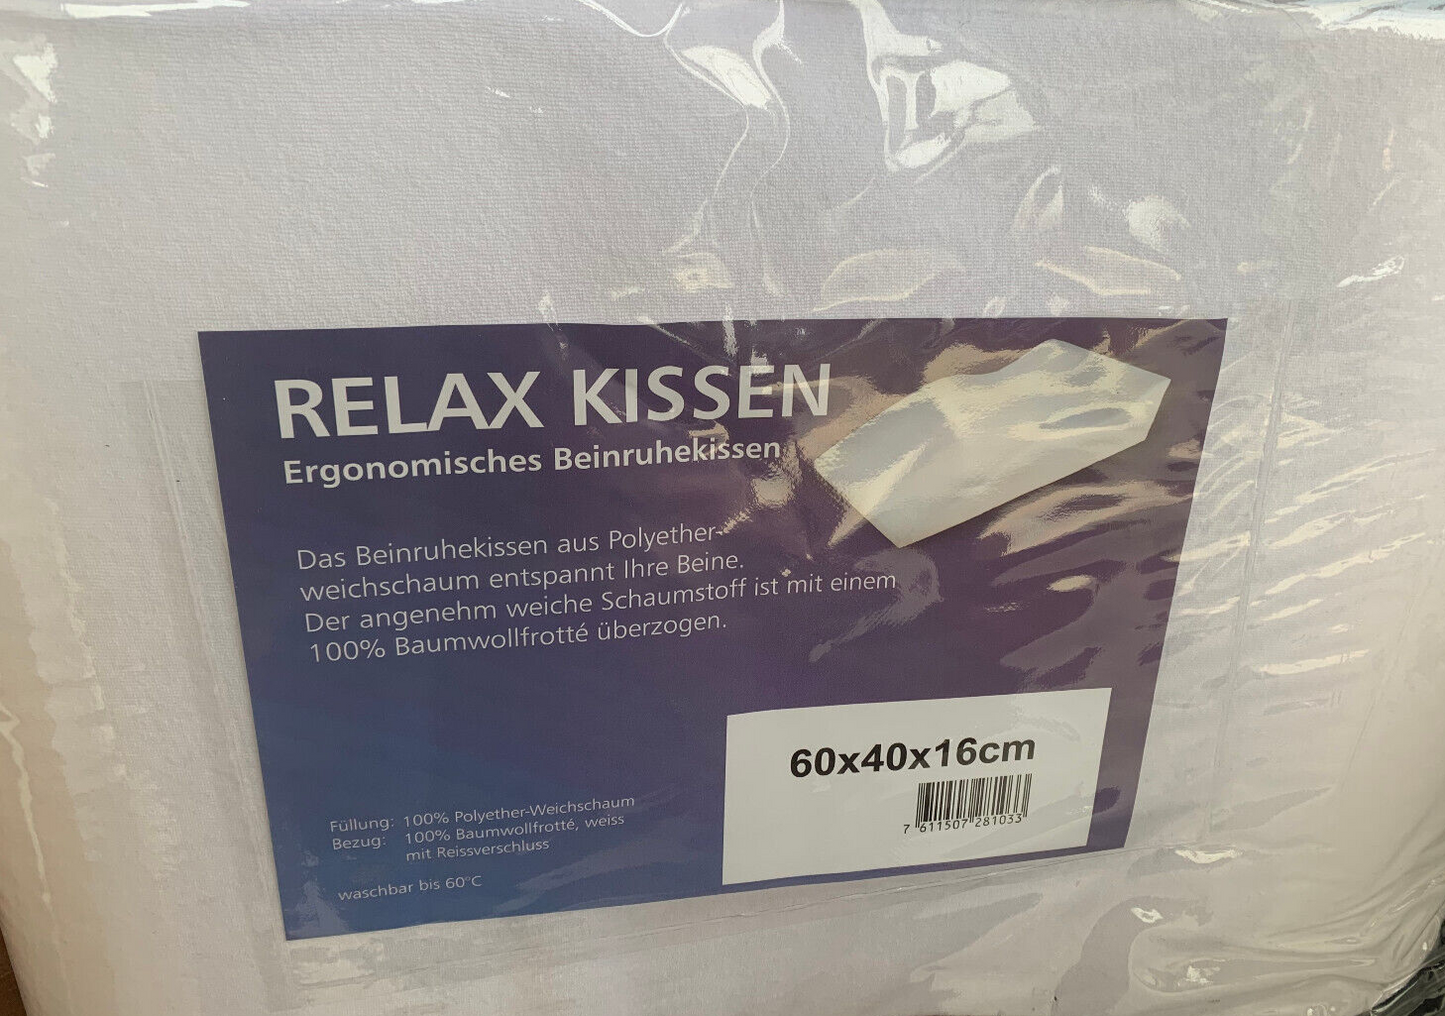 RELAX KISSEN
Ergonomisches Beinruhekissen
Das Beinruhekissen aus Polyether-
weichschaum entspannt Ihre Beine.
Der angenehm weiche Schaumstoff ist mit einem
100% Baumwollfrotté überzogen.
60x40x16cm
7 611507 281033
Füllung: 100% Polyether-Weichschaum
Bezug: 100% Baumwollfrotté, weiss
mit Reissverschluss
waschbar bis 60°C